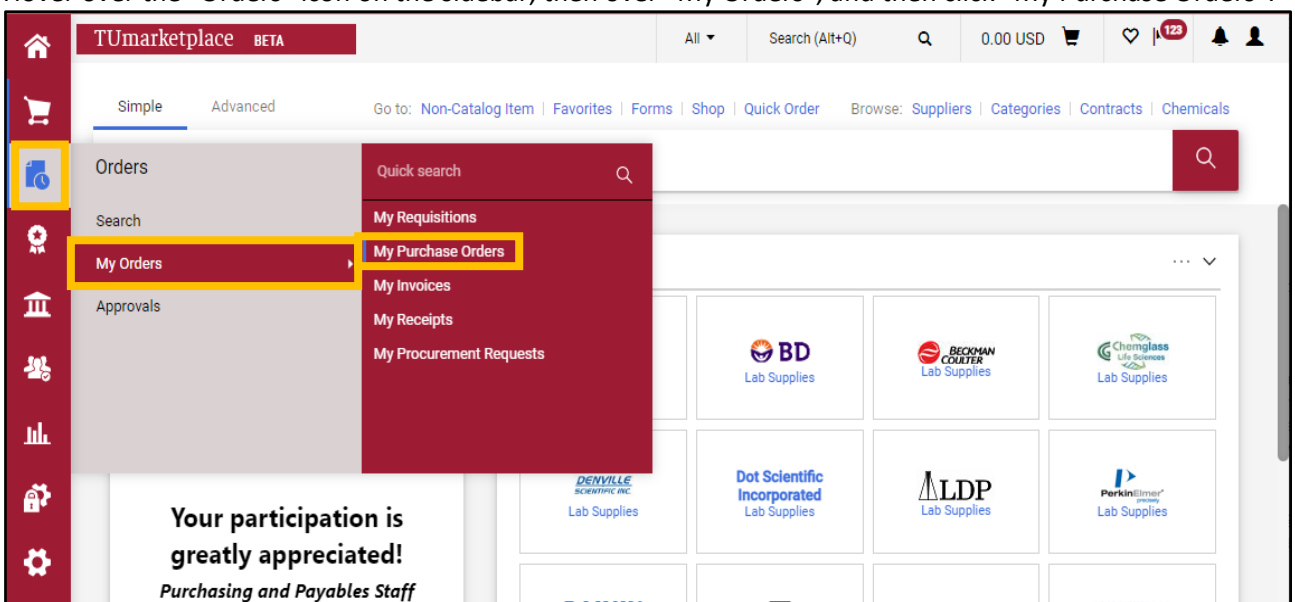 TUmarketplace BETA
All Search (Alt+Q) 0.00 USD 123
Simple Advanced Go to: Non-Catalog Item | Favorites | Forms | Shop | Quick Order Browse: Suppliers | Categories | Contracts | Chemicals
Orders
Search
My Orders
Approvals
Quick search
My Requisitions
My Purchase Orders
My Invoices
My Receipts
My Procurement Requests
BD
Lab Supplies
BECKMAN
COULTER
Lab Supplies
Chemglass
Life Sciences
Lab Supplies
DENVILLE
SCIENTIFIC INC.
Lab Supplies
Dot Scientific
Incorporated
Lab Supplies
LDP
Lab Supplies
PerkinElmer
precisely
Lab Supplies
Your participation is
greatly appreciated!
Purchasing and Payables Staff